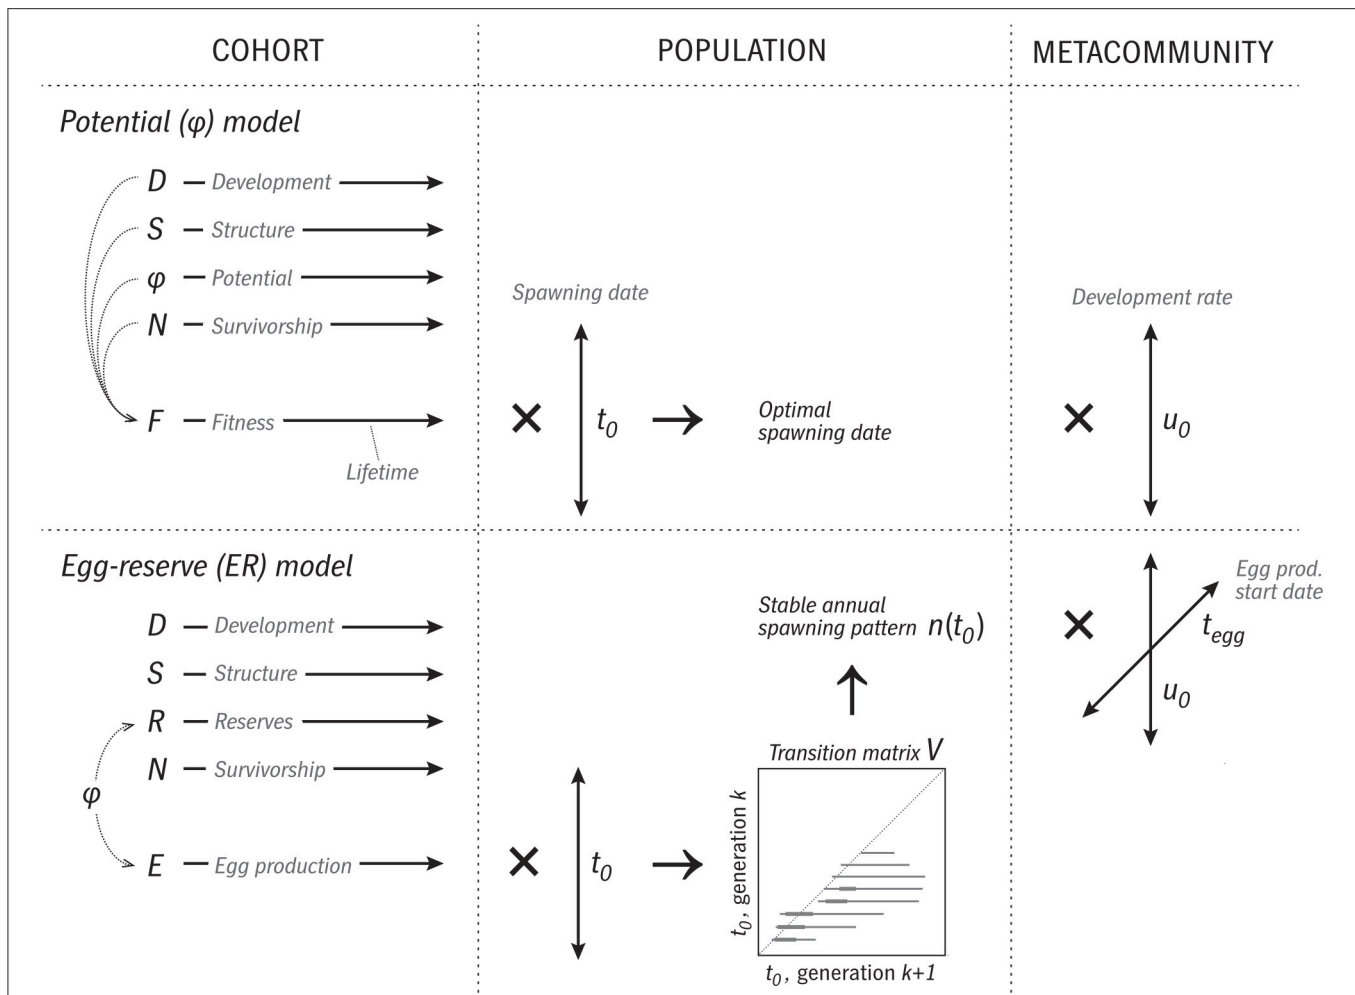 COHORT
POPULATION
METACOMMUNITY
Potential (φ) model
D Development
S Structure
φ Potential
N Survivorship
F Fitness
Lifetime
Spawning date
t0
Optimal
spawning date
Development rate
u0
Egg-reserve (ER) model
D Development
S Structure
R Reserves
N Survivorship
φ
E Egg production
t0
Stable annual
spawning pattern n(t0)
Transition matrix V
t0, generation k
t0, generation k+1
Egg prod.
start date
tegg
u0